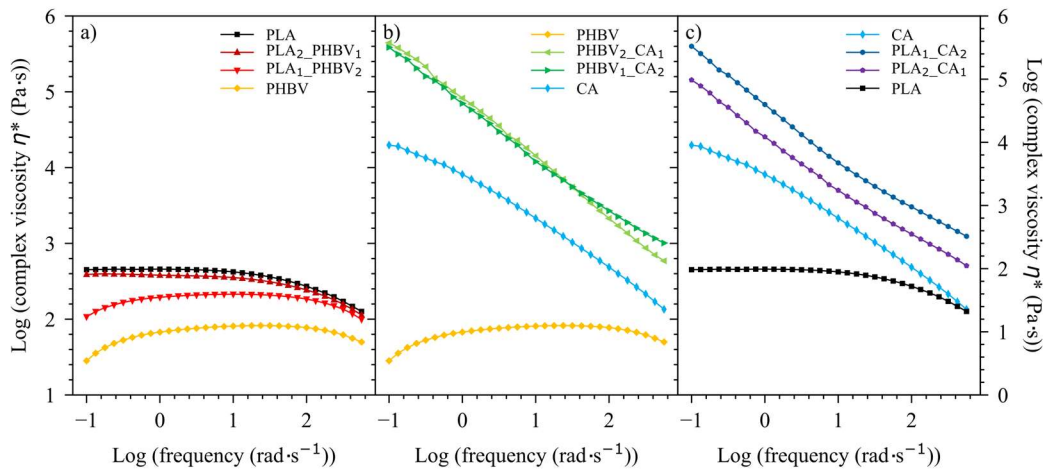 a)
PLA
PLA₂_PHBV₁
PLA₁_PHBV₂
PHBV
b)
PHBV
PHBV₂_CA₁
PHBV₁_CA₂
CA
c)
CA
PLA₁_CA₂
PLA₂_CA₁
PLA
Log (complex viscosity η* (Pa·s))
6
5
4
3
2
1
Log (complex viscosity η* (Pa·s))
6
5
4
3
2
1
0
−1 0 1 2
−1 0 1 2
−1 0 1 2
Log (frequency (rad·s⁻¹))
Log (frequency (rad·s⁻¹))
Log (frequency (rad·s⁻¹))